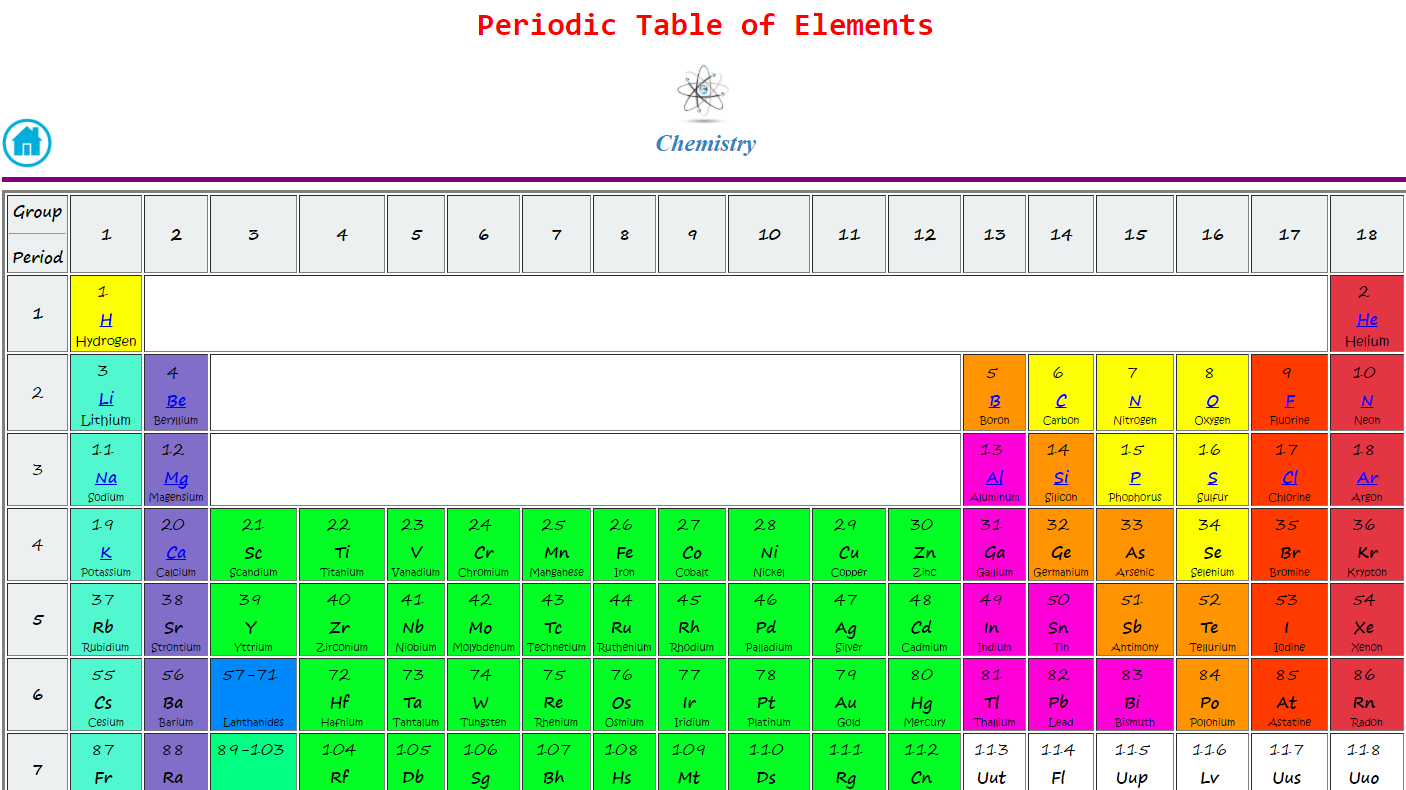 Periodic Table of Elements
Chemistry
Group
Period
1 2 3 4 5 6 7 8 9 10 11 12 13 14 15 16 17 18
1
1 2
H He
Hydrogen Helium
2
3 4 5 6 7 8 9 10
Li Be B C N O F N
Lithium Beryllium Boron Carbon Nitrogen Oxygen Fluorine Neon
3
11 12 13 14 15 16 17 18
Na Mg Al Si P S Cl Ar
Sodium Magensium Aluminum Silicon Phophorus Sulfur Chlorine Argon
4
19 20 21 22 23 24 25 26 27 28 29 30 31 32 33 34 35 36
K Ca Sc Ti V Cr Mn Fe Co Ni Cu Zn Ga Ge As Se Br Kr
Potassium Calcium Scandium Titanium Vanadium Chromium Manganese Iron Cobalt Nickel Copper Zinc Gallium Germanium Arsenic Selenium Bromine Krypton
5
37 38 39 40 41 42 43 44 45 46 47 48 49 50 51 52 53 54
Rb Sr Y Zr Nb Mo Tc Ru Rh Pd Ag Cd In Sn Sb Te I Xe
Rubidium Strontium Yttrium Zirconium Niobium Molybdenum Technetium Ruthenium Rhodium Palladium Silver Cadmium Indium Tin Antimony Tellurium Iodine Xenon
6
55 56 57-71 72 73 74 75 76 77 78 79 80 81 82 83 84 85 86
Cs Ba Hf Ta W Re Os Ir Pt Au Hg Tl Pb Bi Po At Rn
Cesium Barium Lanthanides Hafnium Tantalum Tungsten Rhenium Osmium Iridium Platinum Gold Mercury Thallium Lead Bismuth Polonium Astatine Radon
7
87 88 89-103 104 105 106 107 108 109 110 111 112 113 114 115 116 117 118
Fr Ra Rf Db Sg Bh Hs Mt Ds Rg Cn Uut Fl Uup Lv Uus Uuo